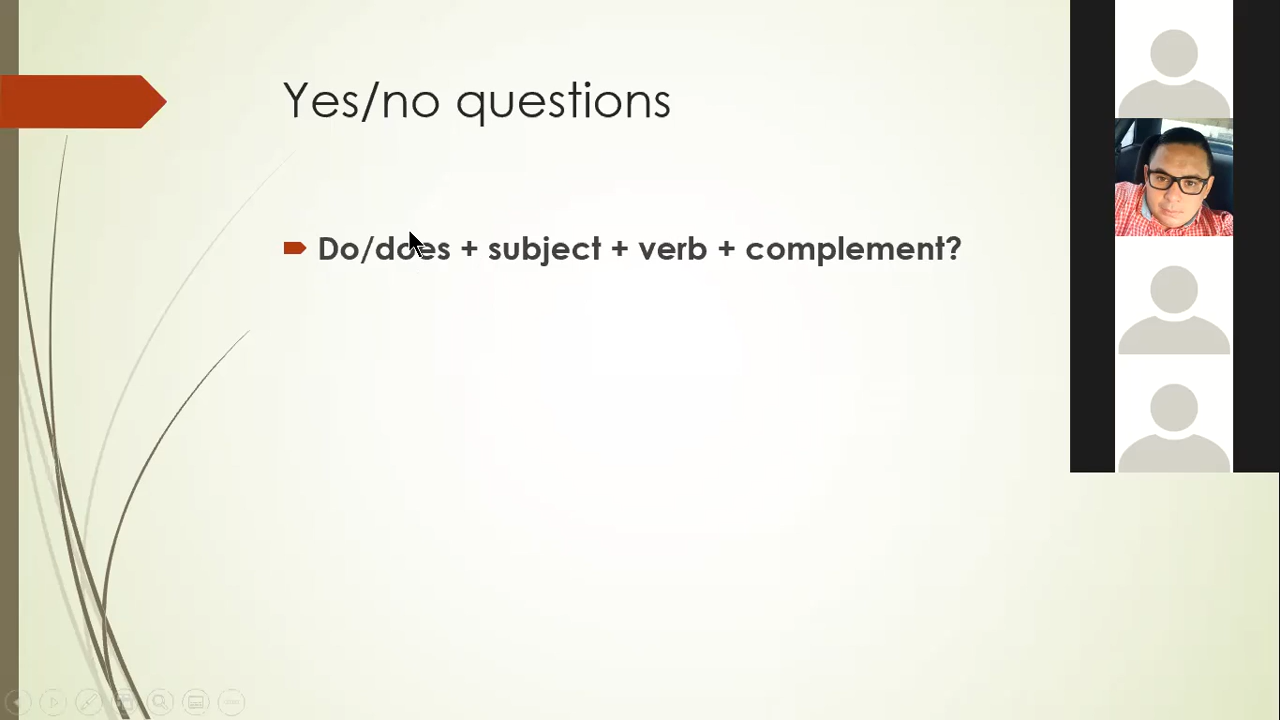 Yes/no questions
Do/does + subject + verb + complement?